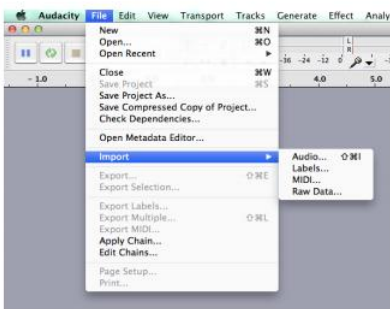 Audacity File Edit View Transport Tracks Generate Effect Analy
New ⌘N
Open... ⌘O
Open Recent
Close ⌘W
Save Project ⌘S
Save Project As...
Save Compressed Copy of Project...
Check Dependencies...
Open Metadata Editor...
Import
Audio... ⇧⌘I
Labels...
MIDI...
Raw Data...
Export... ⇧⌘E
Export Selection...
Export Labels...
Export Multiple... ⇧⌘L
Export MIDI...
Apply Chain...
Edit Chains...
Page Setup...
Print...
L
R
-36 -24 -12 0
- 1.0 4.0 5.0